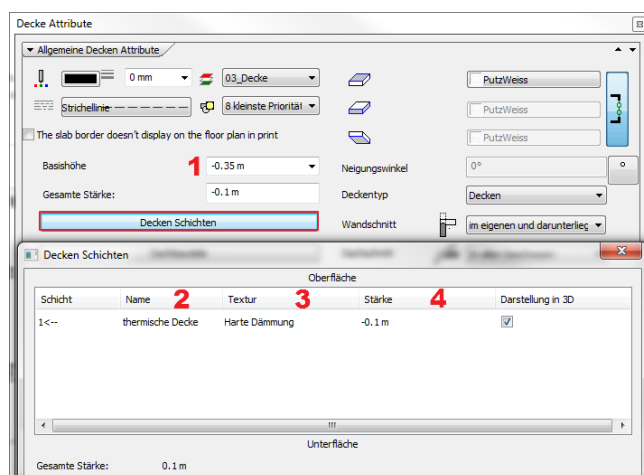 Decke Attribute
Allgemeine Decken Attribute
0 mm
03_Decke
PutzWeiss
Strichellinie
8 kleinste Priorität
PutzWeiss
The slab border doesn't display on the floor plan in print
PutzWeiss
Basishöhe
1
-0.35 m
Neigungswinkel
0°
°
Gesamte Stärke:
-0.1 m
Deckentyp
Decken
Decken Schichten
Wandschnitt
im eigenen und darunterlieg
Decken Schichten
Oberfläche
Schicht
Name
2
Textur
3
Stärke
4
Darstellung in 3D
1<--
thermische Decke
Harte Dämmung
-0.1 m
Unterfläche
Gesamte Stärke:
0.1 m